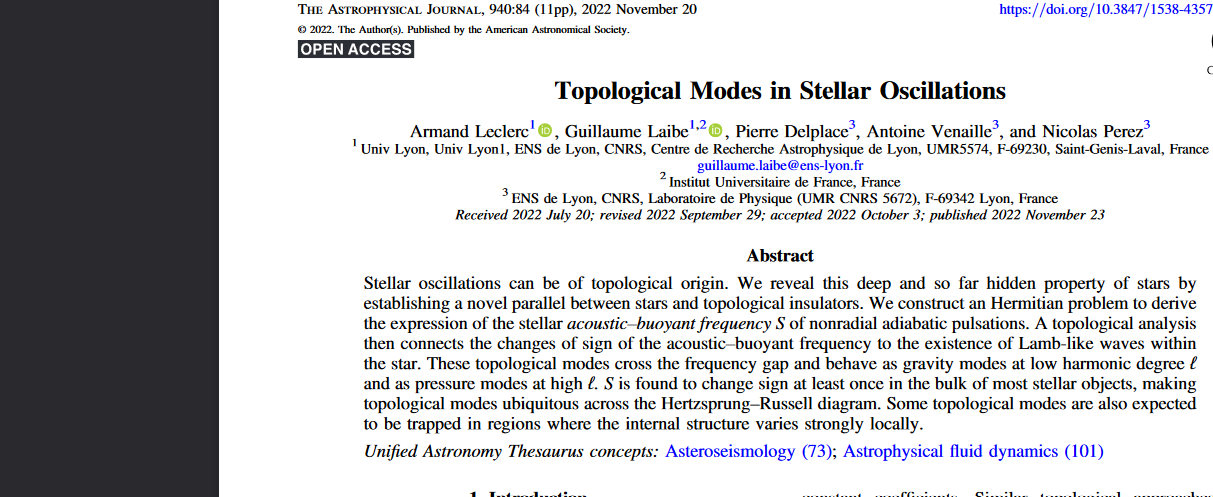 THE ASTROPHYSICAL JOURNAL, 940:84 (11pp), 2022 November 20
https://doi.org/10.3847/1538-4357
© 2022. The Author(s). Published by the American Astronomical Society.
OPEN ACCESS
Topological Modes in Stellar Oscillations
Armand Leclerc1, Guillaume Laibe1,2, Pierre Delplace3, Antoine Venaille3, and Nicolas Perez3
1 Univ Lyon, Univ Lyon1, ENS de Lyon, CNRS, Centre de Recherche Astrophysique de Lyon, UMR5574, F-69230, Saint-Genis-Laval, France
guillaume.laibe@ens-lyon.fr
2 Institut Universitaire de France, France
3 ENS de Lyon, CNRS, Laboratoire de Physique (UMR CNRS 5672), F-69342 Lyon, France
Received 2022 July 20; revised 2022 September 29; accepted 2022 October 3; published 2022 November 23
Abstract
Stellar oscillations can be of topological origin. We reveal this deep and so far hidden property of stars by
establishing a novel parallel between stars and topological insulators. We construct an Hermitian problem to derive
the expression of the stellar acoustic–buoyant frequency S of nonradial adiabatic pulsations. A topological analysis
then connects the changes of sign of the acoustic–buoyant frequency to the existence of Lamb-like waves within
the star. These topological modes cross the frequency gap and behave as gravity modes at low harmonic degree ℓ
and as pressure modes at high ℓ. S is found to change sign at least once in the bulk of most stellar objects, making
topological modes ubiquitous across the Hertzsprung–Russell diagram. Some topological modes are also expected
to be trapped in regions where the internal structure varies strongly locally.
Unified Astronomy Thesaurus concepts: Asteroseismology (73); Astrophysical fluid dynamics (101)
1. Introduction
constant coefficients. Similar topological approaches